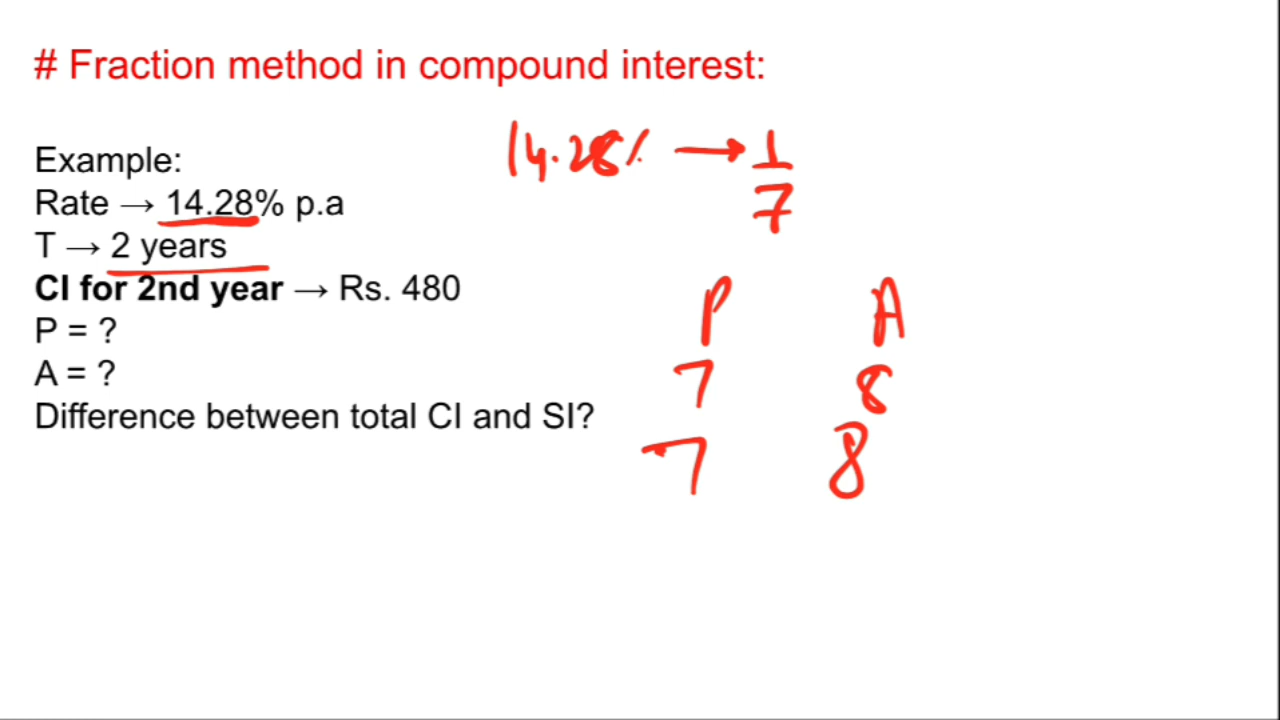 # Fraction method in compound interest:
14.28% → 1/7
Example:
Rate → 14.28% p.a
T → 2 years
CI for 2nd year → Rs. 480
P = ?
A = ?
Difference between total CI and SI?
P A
7 8
7 8